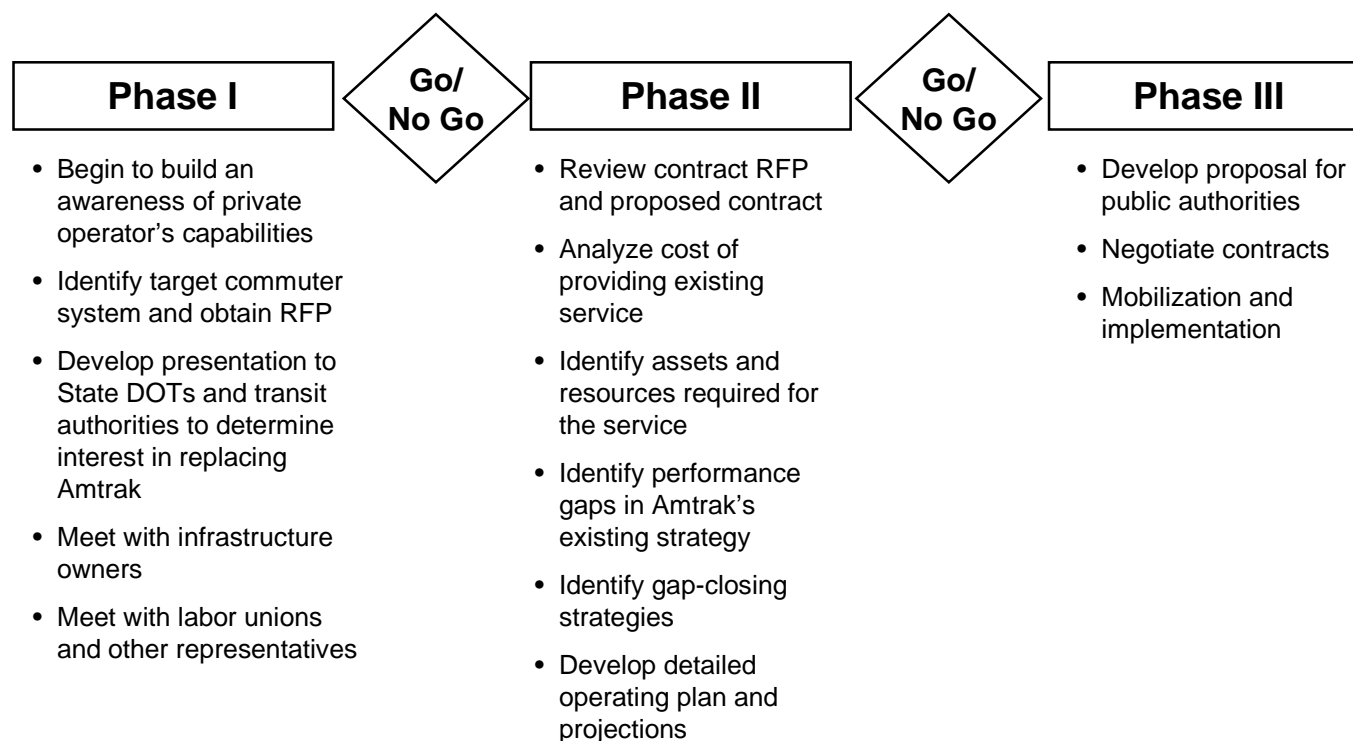 Phase I
• Begin to build an
awareness of private
operator's capabilities
• Identify target commuter
system and obtain RFP
• Develop presentation to
State DOTs and transit
authorities to determine
interest in replacing
Amtrak
• Meet with infrastructure
owners
• Meet with labor unions
and other representatives
Go/
No Go
Phase II
• Review contract RFP
and proposed contract
• Analyze cost of
providing existing
service
• Identify assets and
resources required for
the service
• Identify performance
gaps in Amtrak's
existing strategy
• Identify gap-closing
strategies
• Develop detailed
operating plan and
projections
Go/
No Go
Phase III
• Develop proposal for
public authorities
• Negotiate contracts
• Mobilization and
implementation